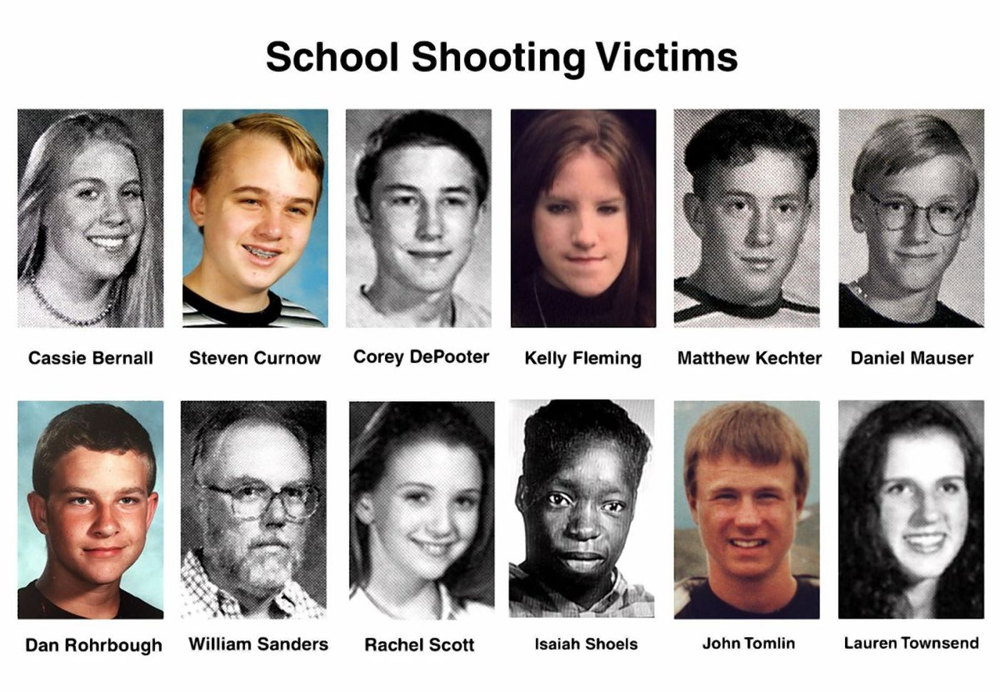 School Shooting Victims
Cassie Bernall
Steven Curnow
Corey DePooter
Kelly Fleming
Matthew Kechter
Daniel Mauser
Dan Rohrbough
William Sanders
Rachel Scott
Isaiah Shoels
John Tomlin
Lauren Townsend